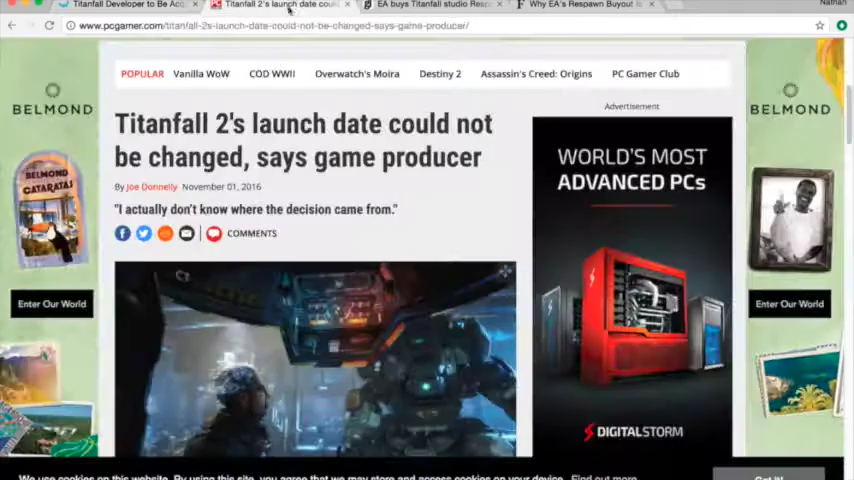 Titanfall Developer to Be Acq
Titanfall 2's launch date could
EA buys Titanfall studio Resp
Why EA's Respawn Buyout Is
Nathan
www.pcgamer.com/titanfall-2s-launch-date-could-not-be-changed-says-game-producer/
POPULAR Vanilla WoW COD WWII Overwatch's Moira Destiny 2 Assassin's Creed: Origins PC Gamer Club
BELMOND
BELMOND CATARATAS
Enter Our World
Titanfall 2's launch date could not
be changed, says game producer
By Joe Donnelly November 01, 2016
"I actually don't know where the decision came from."
COMMENTS
Advertisement
WORLD'S MOST
ADVANCED PCs
DIGITALSTORM
BELMOND
Enter Our World
We use cookies on this website. By using this site, you agree that we may store and access cookies on your device. Find out more
Got it!